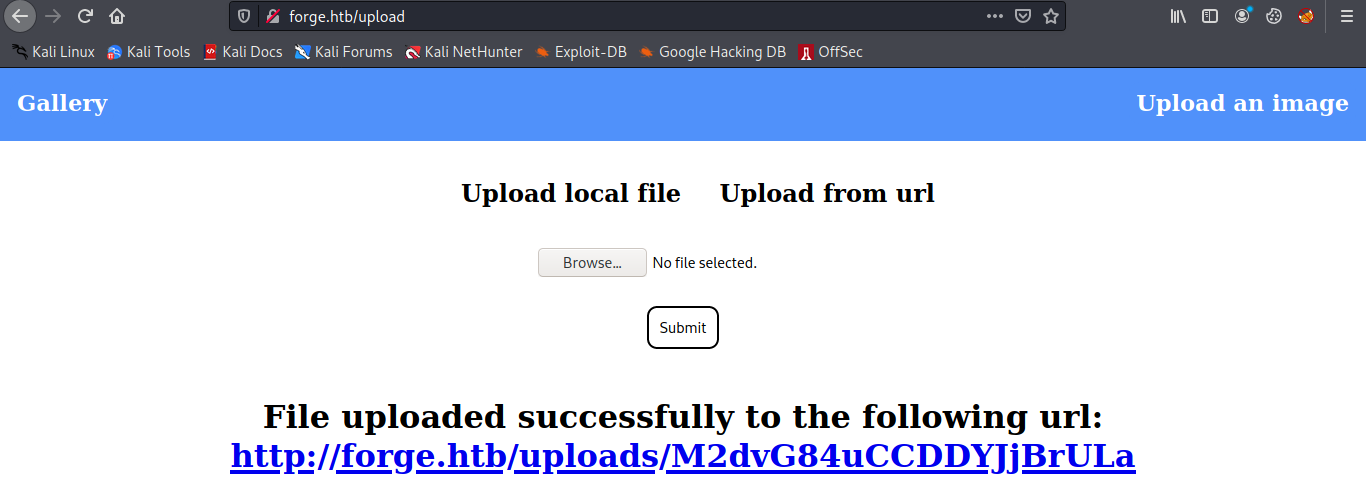 forge.htb/upload
Kali Linux Kali Tools Kali Docs Kali Forums Kali NetHunter Exploit-DB Google Hacking DB OffSec
Gallery Upload an image
Upload local file Upload from url
Browse... No file selected.
Submit
File uploaded successfully to the following url:
http://forge.htb/uploads/M2dvG84uCCDDYJjBrULa